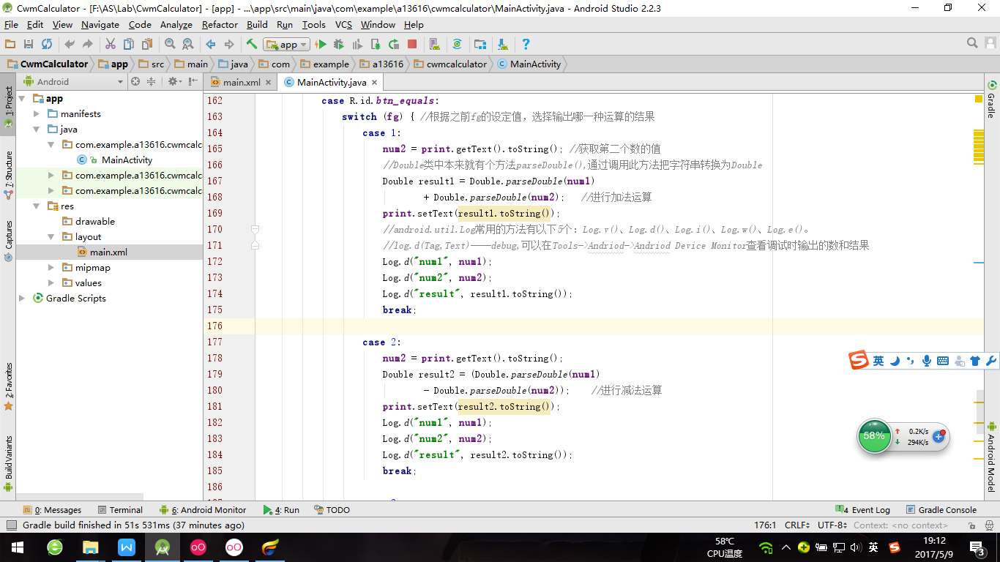 CwmCalculator - [F:\AS\Lab\CwmCalculator] - [app] - ...\app\src\main\java\com\example\a13616\cwmcalculator\MainActivity.java - Android Studio 2.2.3
File Edit View Navigate Code Analyze Refactor Build Run Tools VCS Window Help
app
CwmCalculator app src main java com example a13616 cwmcalculator MainActivity
Android
main.xml MainActivity.java
1: Project
7: Structure
Captures
2: Favorites
Build Variants
app
manifests
java
com.example.a13616.cwmcalc
MainActivity
com.example.a13616.cwmcalc
com.example.a13616.cwmcalc
res
drawable
layout
main.xml
mipmap
values
Gradle Scripts
162 case R.id.btn_equals:
163 switch (fg) { //根据之前fg的设定值，选择输出哪一种运算的结果
164 case 1:
165 num2 = print.getText().toString(); //获取第二个数的值
166 //Double类中本来就有个方法parseDouble(),通过调用此方法把字符串转换为Double
167 Double result1 = Double.parseDouble(num1)
168 + Double.parseDouble(num2); //进行加法运算
169 print.setText(result1.toString());
170 //android.util.Log常用的方法有以下5个：Log.v()、Log.d()、Log.i()、Log.w()、Log.e()。
171 //log.d(Tag,Text)——debug,可以在Tools->Andriod->Andriod Device Monitor查看调试时输出的数和结果
172 Log.d("num1", num1);
173 Log.d("num2", num2);
174 Log.d("result", result1.toString());
175 break;
176
177 case 2:
178 num2 = print.getText().toString();
179 Double result2 = (Double.parseDouble(num1)
180 - Double.parseDouble(num2)); //进行减法运算
181 print.setText(result2.toString());
182 Log.d("num1", num1);
183 Log.d("num2", num2);
184 Log.d("result", result2.toString());
185 break;
186
Gradle
Android Model
英
58% 0.2K/s
294K/s
0: Messages Terminal 6: Android Monitor 4: Run TODO 4 Event Log Gradle Console
Gradle build finished in 51s 531ms (37 minutes ago) 176:1 CRLF UTF-8 Context: <no context>
58℃
CPU温度
英
19:12
2017/5/9
3